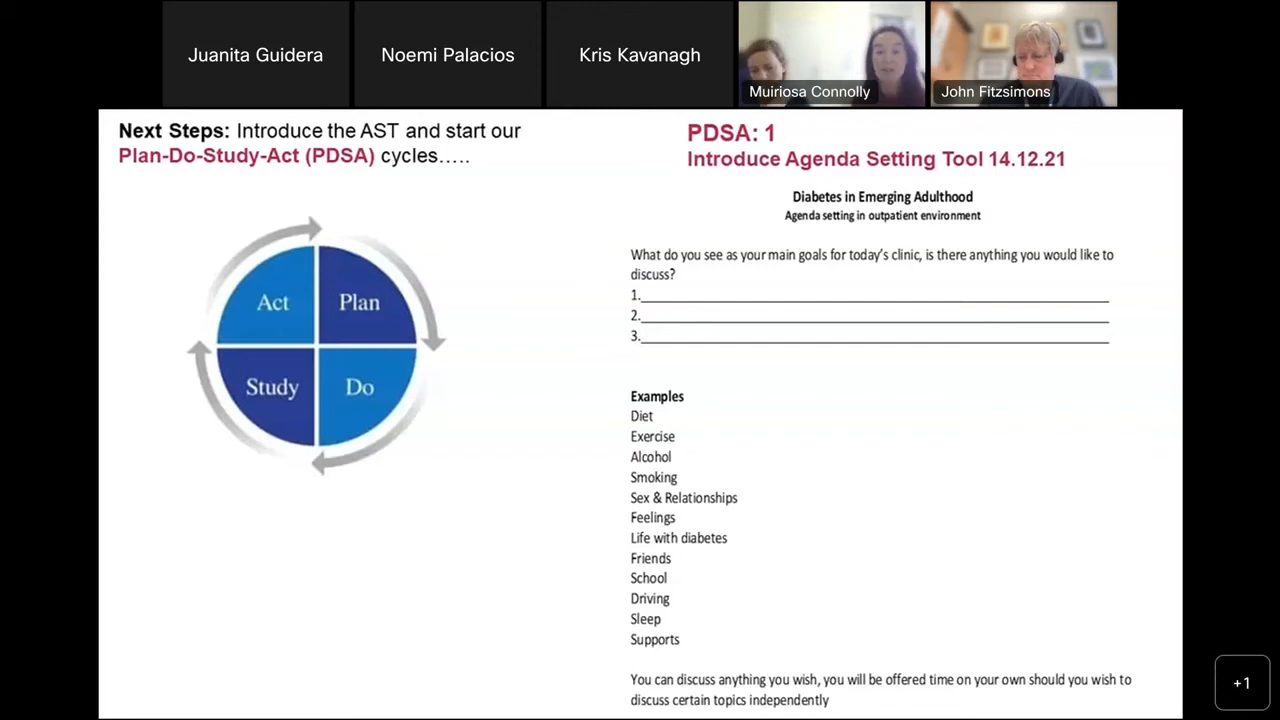 Juanita Guidera
Noemi Palacios
Kris Kavanagh
Muiriosa Connolly
John Fitzsimons
Next Steps: Introduce the AST and start our
Plan-Do-Study-Act (PDSA) cycles.....
Act
Plan
Study
Do
PDSA: 1
Introduce Agenda Setting Tool 14.12.21
Diabetes in Emerging Adulthood
Agenda setting in outpatient environment
What do you see as your main goals for today's clinic, is there anything you would like to
discuss?
1.
2.
3.
Examples
Diet
Exercise
Alcohol
Smoking
Sex & Relationships
Feelings
Life with diabetes
Friends
School
Driving
Sleep
Supports
You can discuss anything you wish, you will be offered time on your own should you wish to
discuss certain topics independently
+1